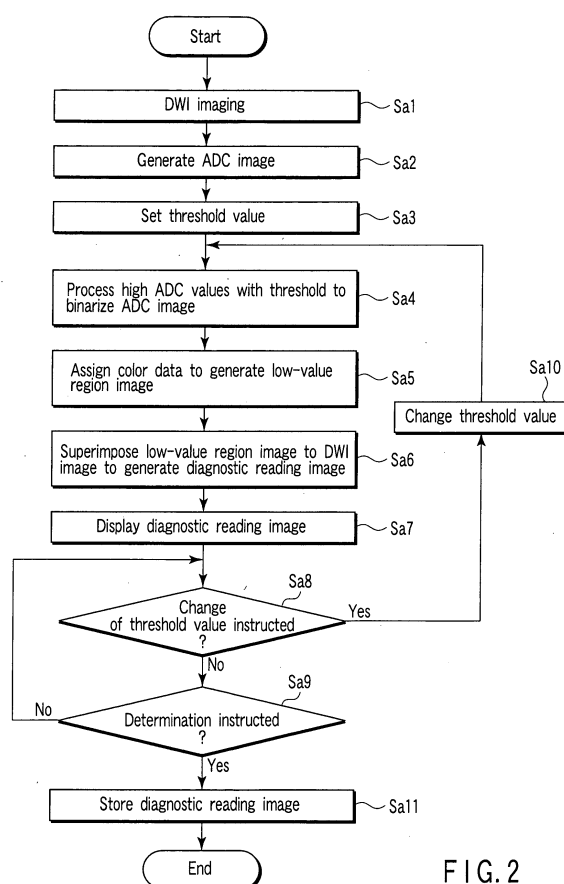 Start
DWI imaging
Sa1
Generate ADC image
Sa2
Set threshold value
Sa3
Process high ADC values with threshold to
binarize ADC image
Sa4
Assign color data to generate low-value
region image
Sa5
Sa10
Change threshold value
Superimpose low-value region image to DWI
image to generate diagnostic reading image
Sa6
Display diagnostic reading image
Sa7
Sa8
Change
of threshold value instructed
?
Yes
No
Sa9
No
Determination instructed
?
Yes
Store diagnostic reading image
Sa11
End
FIG. 2